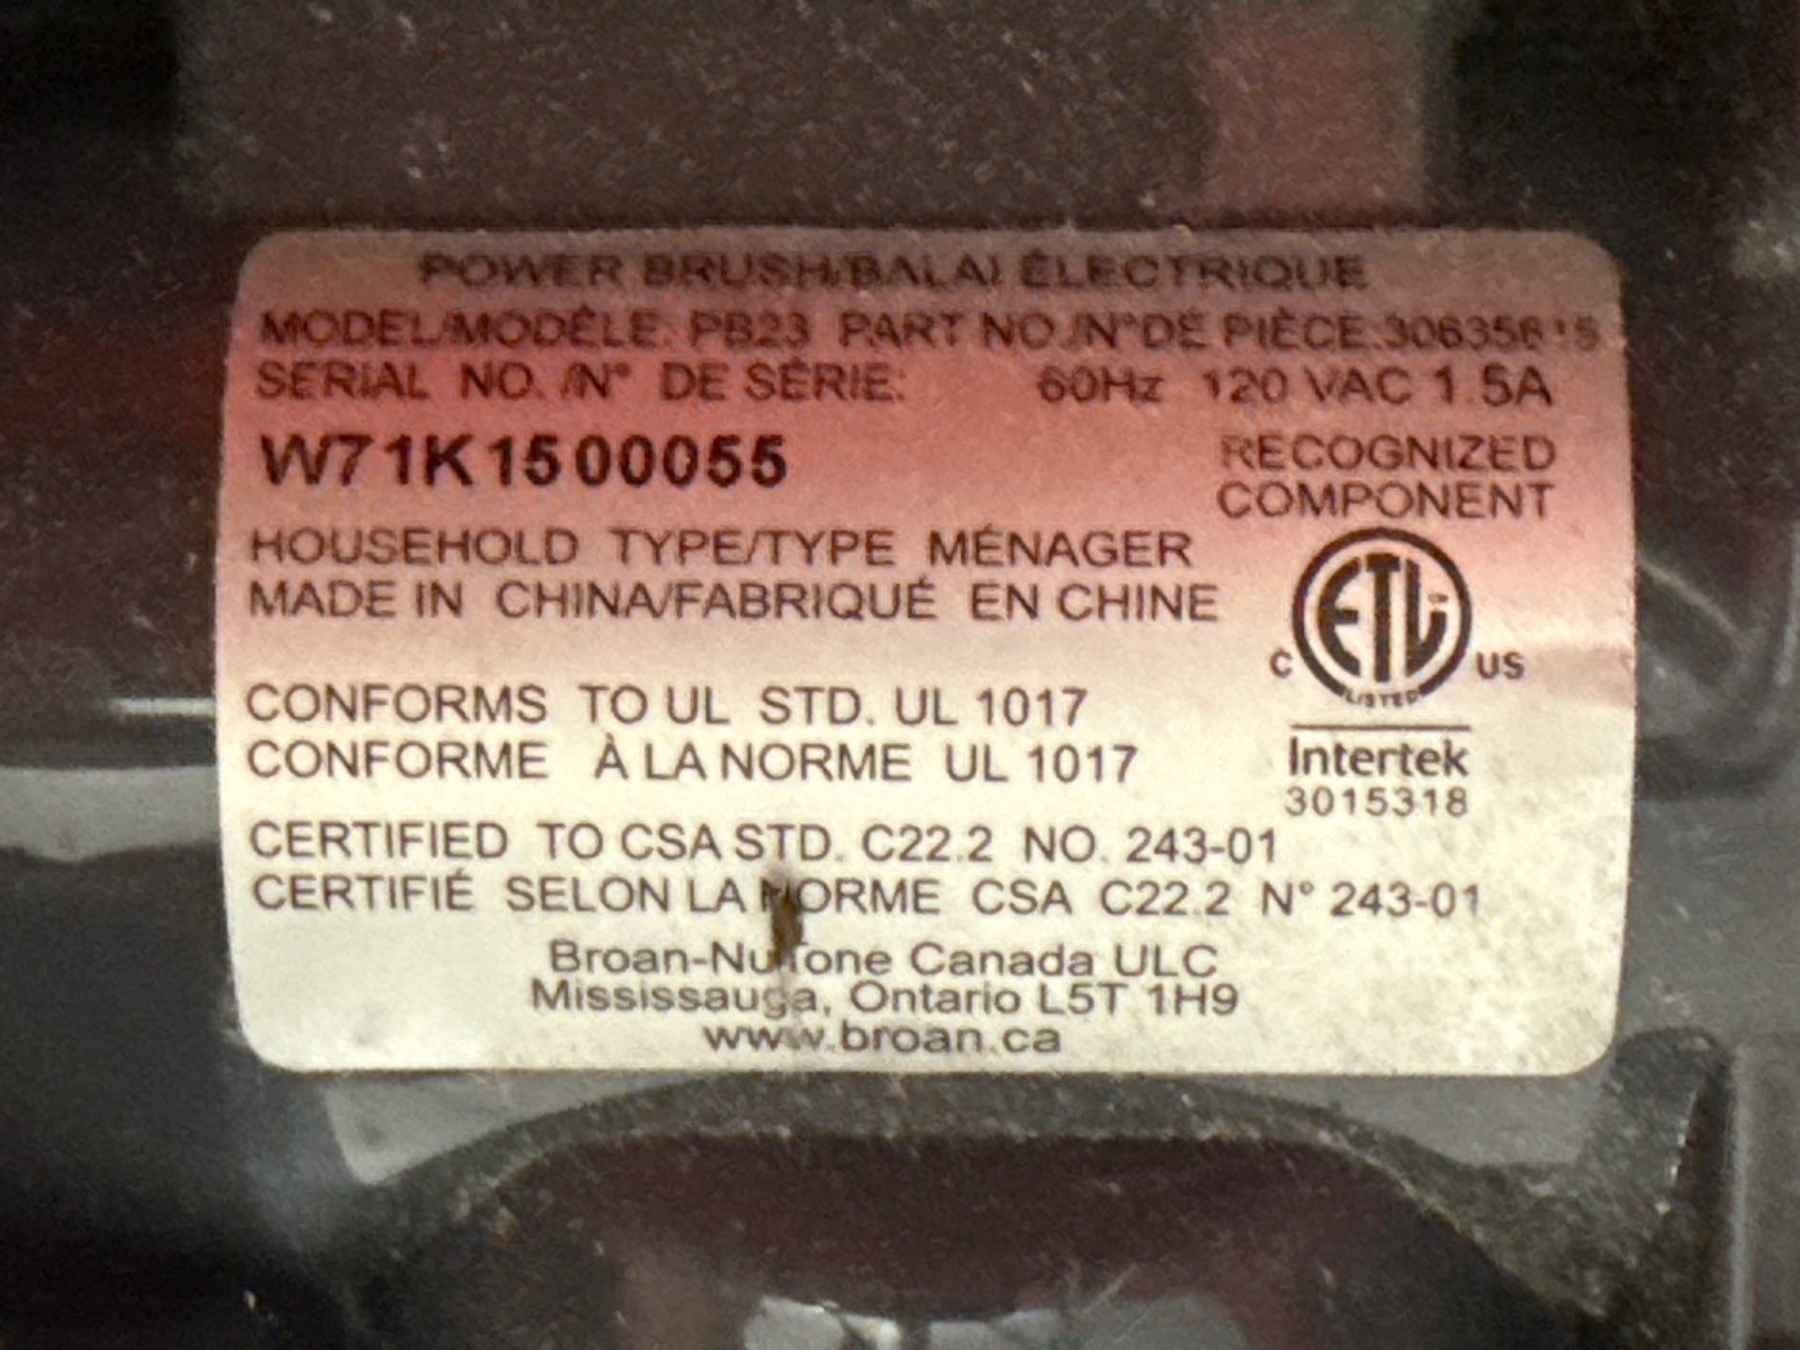 POWER BRUSH/BALAI ÉLECTRIQUE
MODEL/MODÈLE: PB23 PART NO./N° DE PIÈCE:
SERIAL NO. /N° DE SÉRIE: 60Hz 120 VAC 1.5A
W71K1500055
RECOGNIZED
COMPONENT
HOUSEHOLD TYPE/TYPE MÉNAGER
MADE IN CHINA/FABRIQUÉ EN CHINE
ETL
LISTED
C US
CONFORMS TO UL STD. UL 1017
CONFORME À LA NORME UL 1017
Intertek
3015318
CERTIFIED TO CSA STD. C22.2 NO. 243-01
CERTIFIÉ SELON LA NORME CSA C22.2 N° 243-01
Broan-NuTone Canada ULC
Mississauga, Ontario L5T 1H9
www.broan.ca